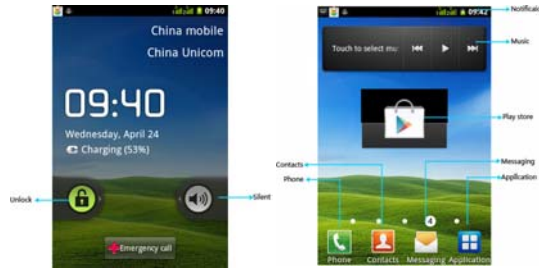 09:40
China mobile
China Unicom
09:40
Wednesday, April 24
Charging (53%)
Unlock
Silent
Emergency call
09:42
Touch to select mu
Music
Play store
Contacts
Messaging
Phone
Application
4
Phone
Contacts
Messaging
Application